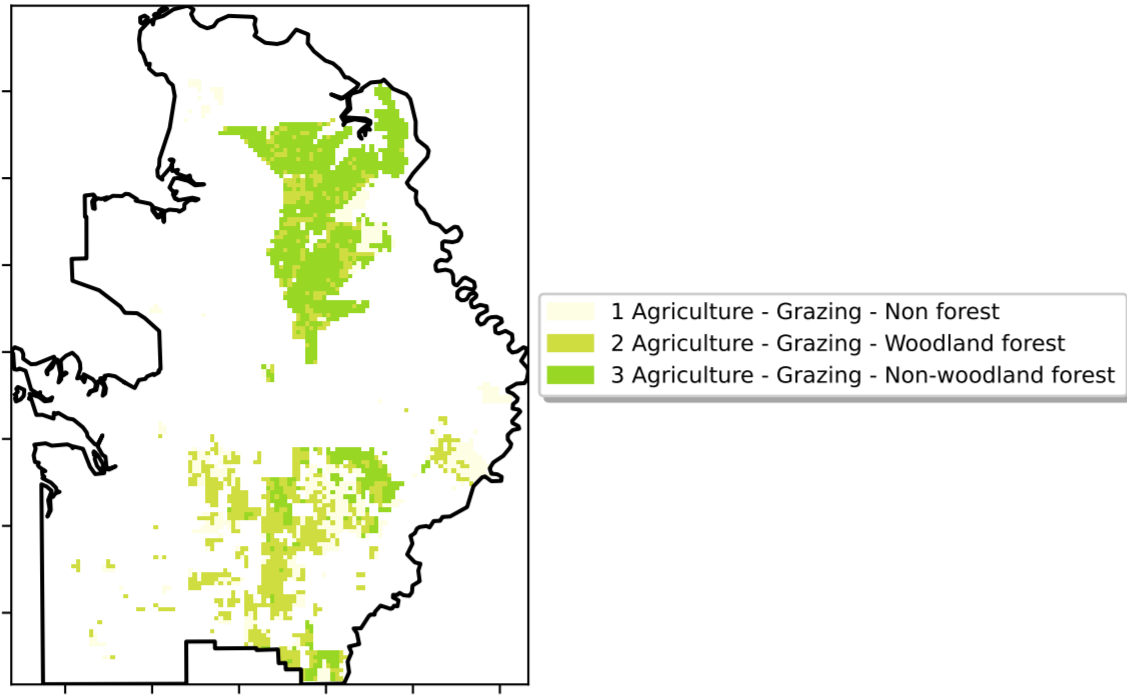 1 Agriculture - Grazing - Non forest
2 Agriculture - Grazing - Woodland forest
3 Agriculture - Grazing - Non-woodland forest